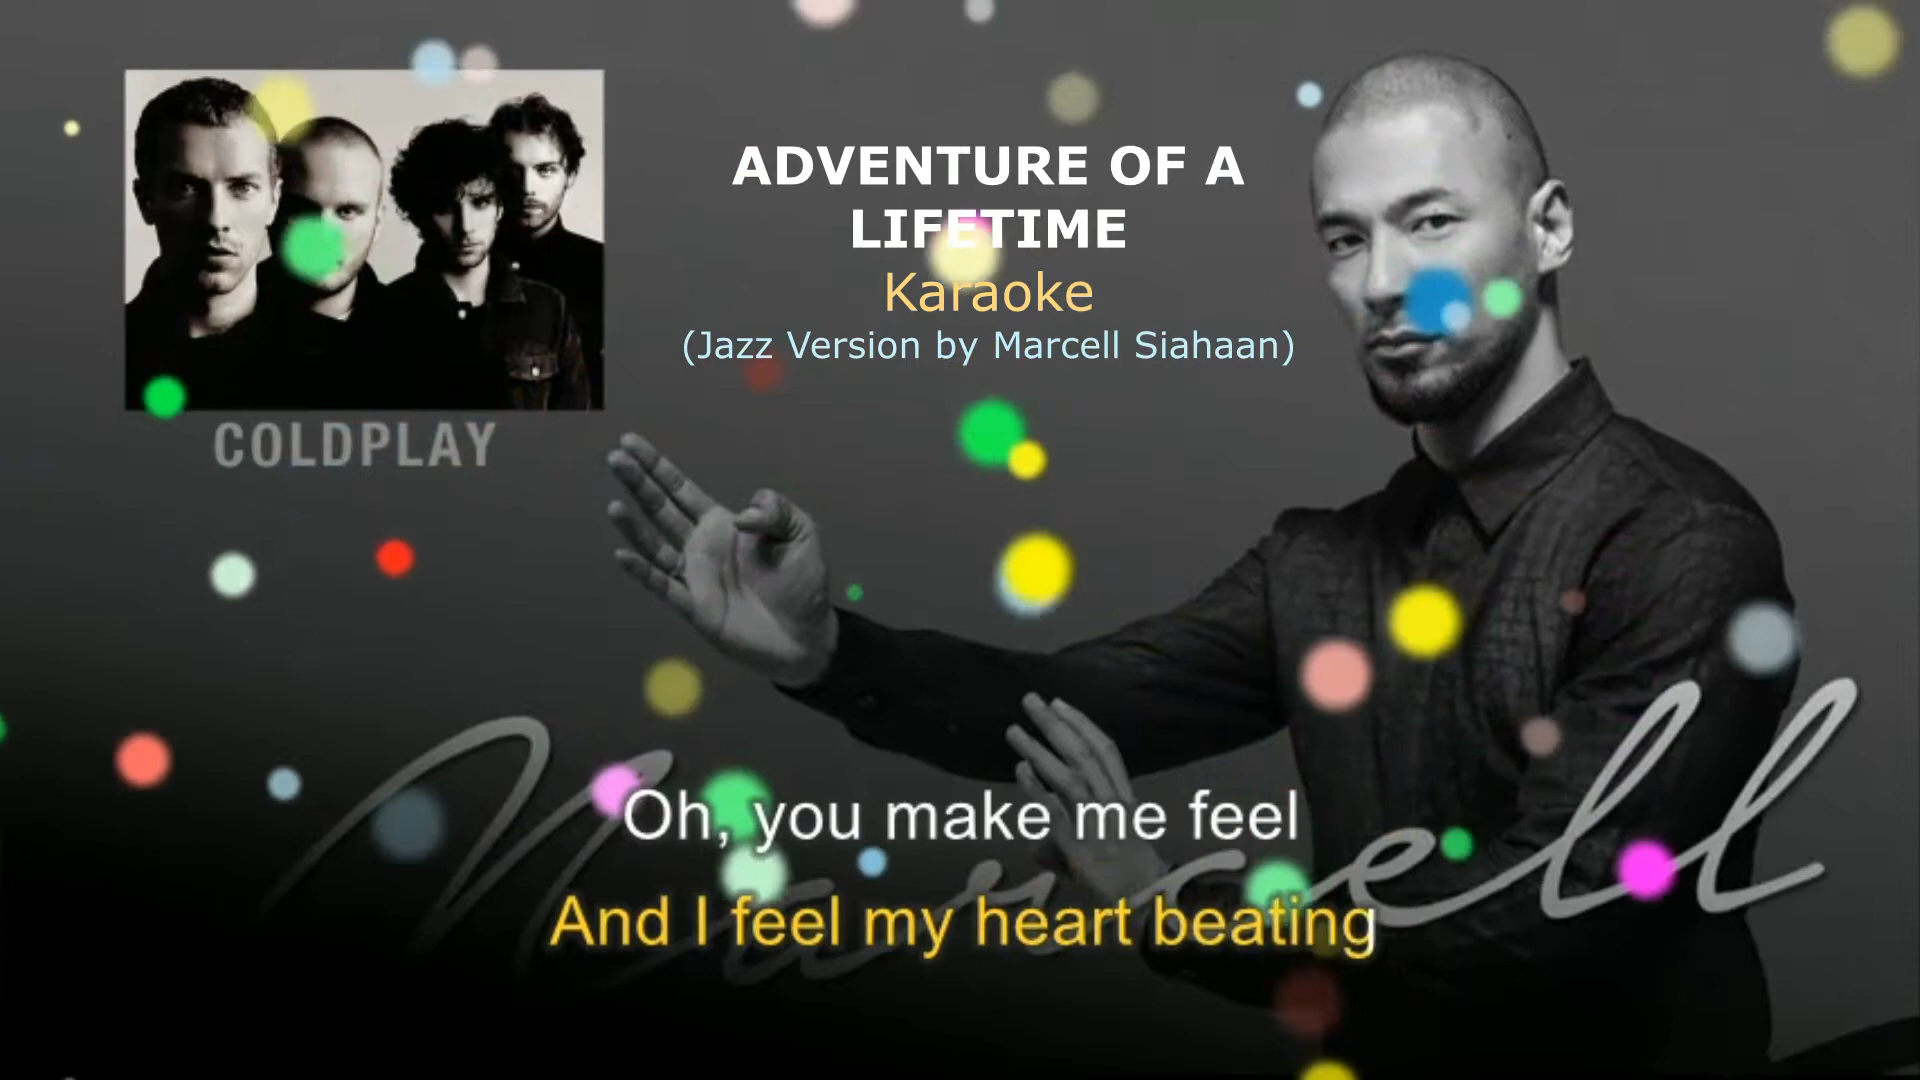 ADVENTURE OF A
LIFETIME
Karaoke
(Jazz Version by Marcell Siahaan)
COLDPLAY
Marcell
Oh, you make me feel
And I feel my heart beating